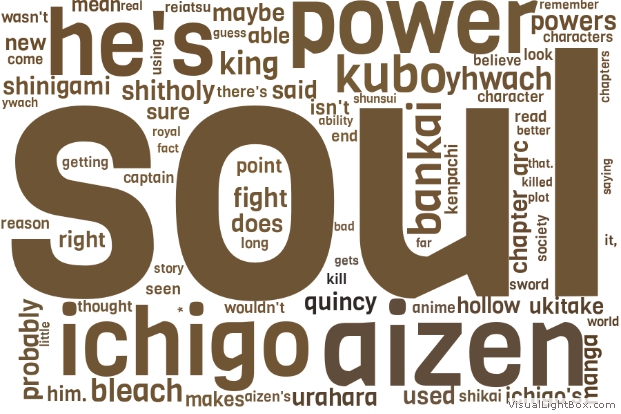 wasn't
mean
real
reiatsu
maybe
power
remember
powers
characters
new
come
he's
using
guess
able
king
believe
look
chapters
shinigami
ywach
shitholy
there's
said
kubo
yhwach
sure
isn't
shunsui
character
royal
fact
ability
end
bankai
kenpachi
read
better
soul
getting
captain
point
fight
does
long
chapter arc
that.
killed
plot
saying
society
reason
right
bad
far
it,
story
seen
gets
kill
sword
probably
little
thought
*
wouldn't
quincy
anime
hollow
ukitake
world
ichigo
aizen
manga
him.
bleach
makes
aizen's
urahara
used
shikai
ichigo's
VisualLightBox.com